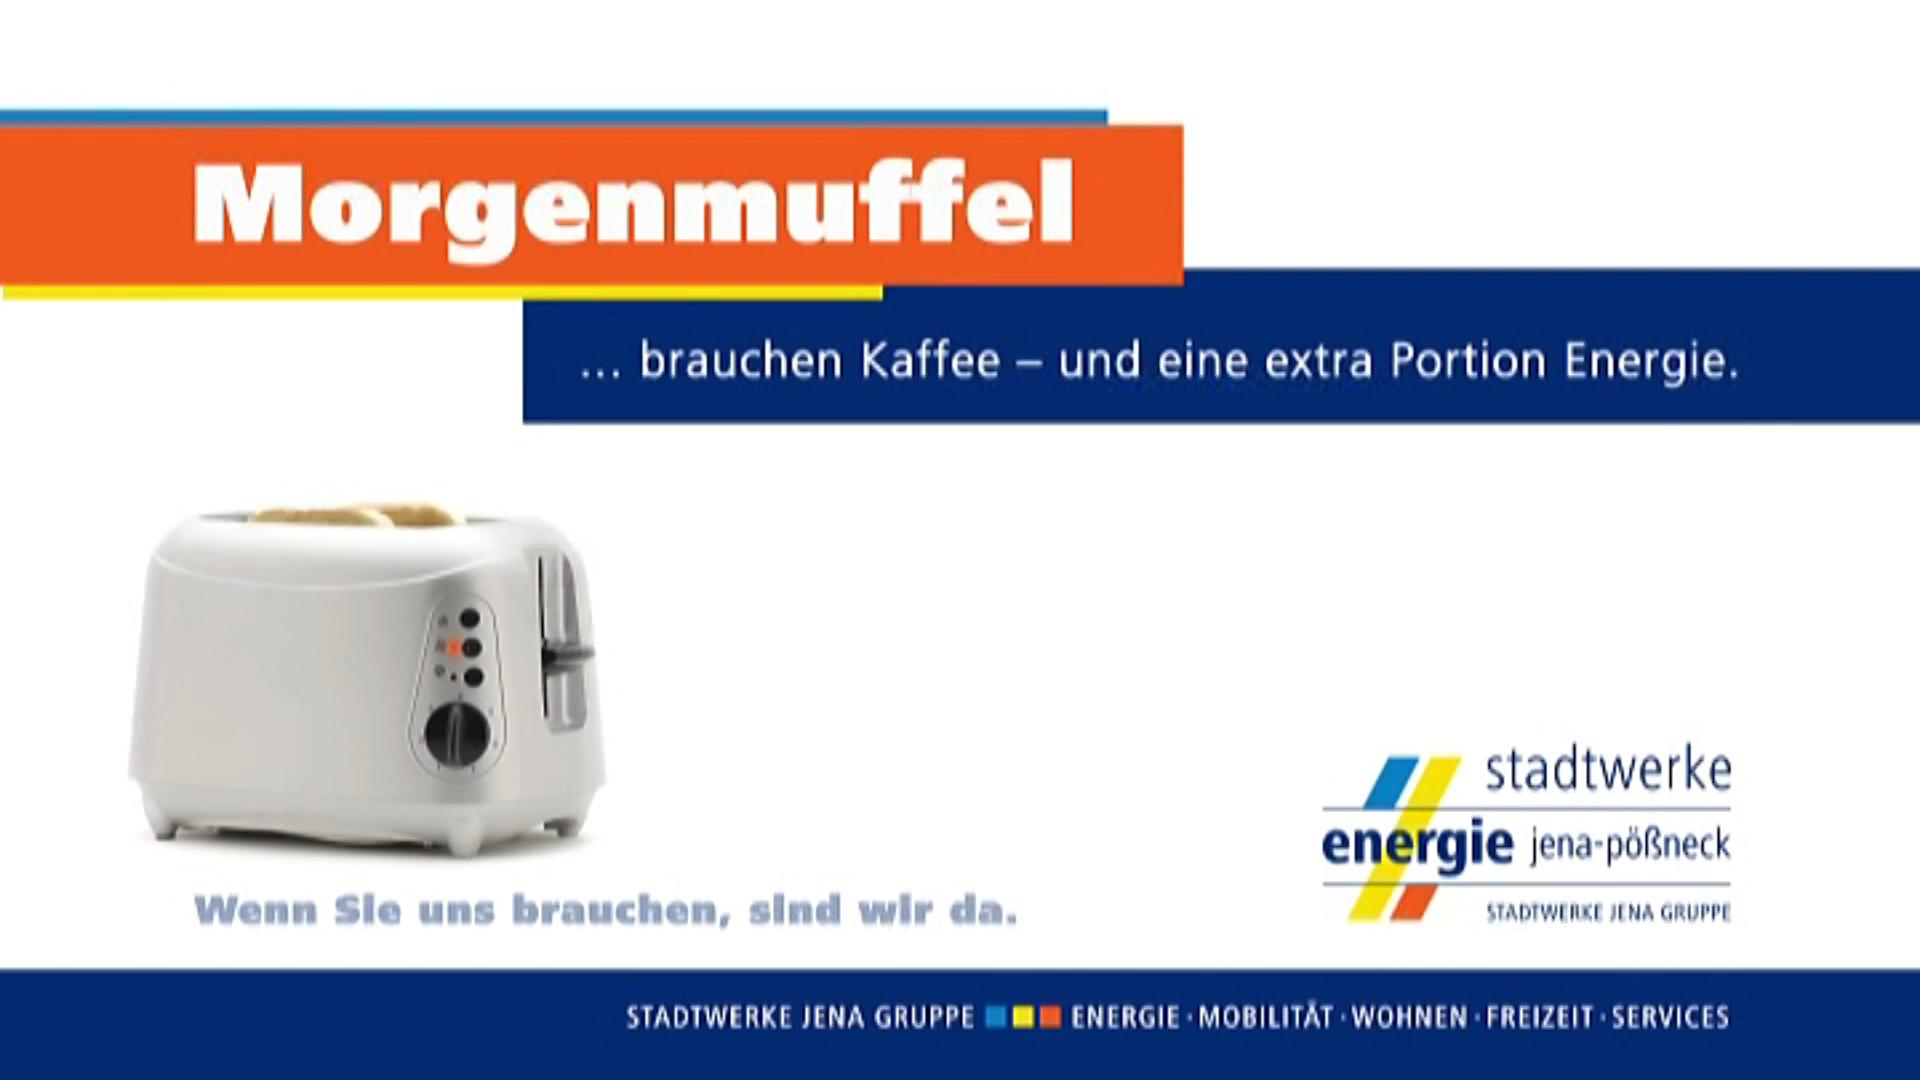 Morgenmuffel
... brauchen Kaffee – und eine extra Portion Energie.
stadtwerke
energie jena-pößneck
STADTWERKE JENA GRUPPE
Wenn Sie uns brauchen, sind wir da.
STADTWERKE JENA GRUPPE ENERGIE · MOBILITÄT · WOHNEN · FREIZEIT · SERVICES